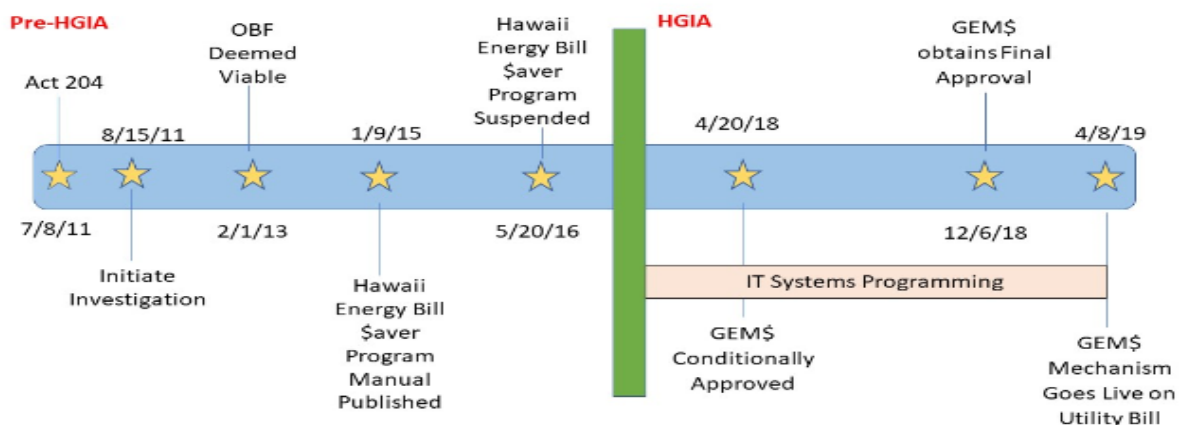 Pre-HGIA
HGIA
Act 204
7/8/11
8/15/11
Initiate
Investigation
OBF
Deemed
Viable
2/1/13
1/9/15
Hawaii
Energy Bill
$aver
Program
Manual
Published
Hawaii
Energy Bill
$aver
Program
Suspended
5/20/16
4/20/18
GEM$
Conditionally
Approved
GEM$
obtains Final
Approval
12/6/18
4/8/19
GEM$
Mechanism
Goes Live on
Utility Bill
IT Systems Programming